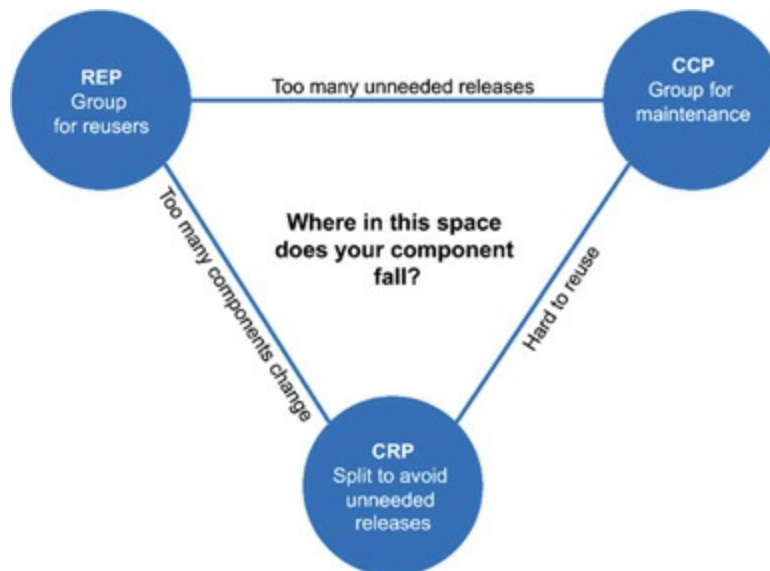 REP
Group
for reusers
Too many unneeded releases
CCP
Group for
maintenance
Too many components change
Where in this space
does your component
fall?
Hard to reuse
CRP
Split to avoid
unneeded
releases